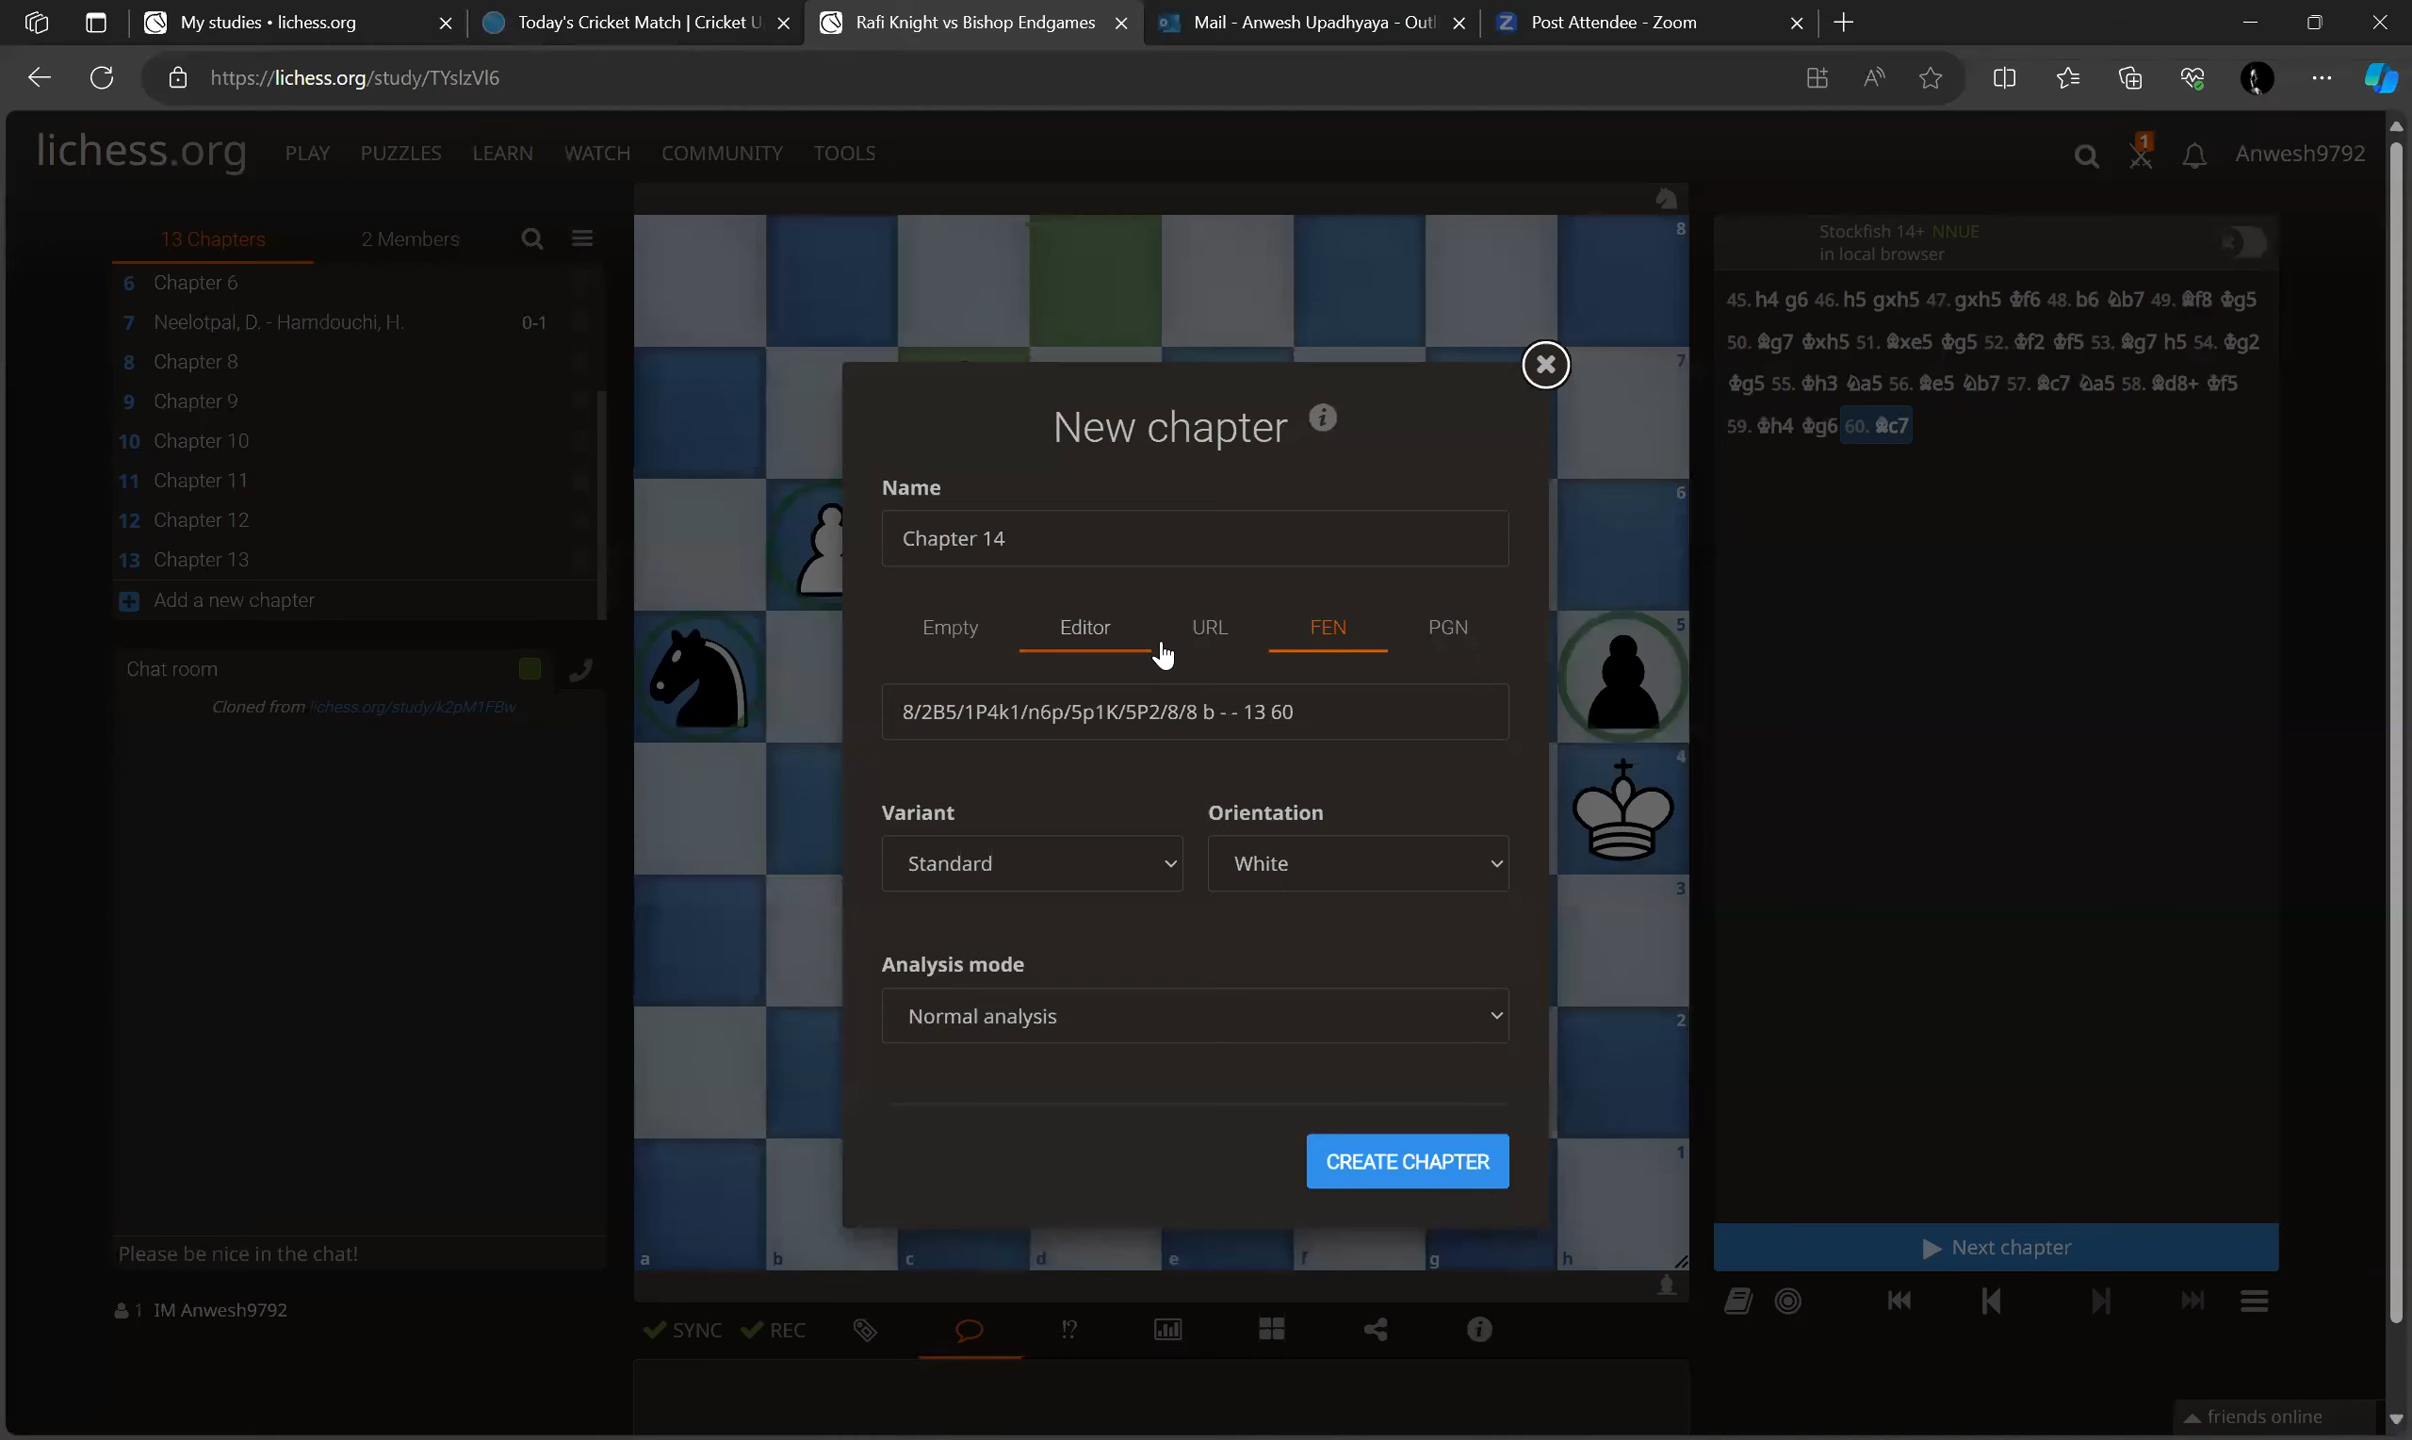 My studies • lichess.org
Today's Cricket Match | Cricket U
Rafi Knight vs Bishop Endgames
Mail - Anwesh Upadhyaya - Outl
Post Attendee - Zoom
https://lichess.org/study/TYslzVl6
lichess.org PLAY PUZZLES LEARN WATCH COMMUNITY TOOLS 1 Anwesh9792
13 Chapters 2 Members
6 Chapter 6
7 Neelotpal, D. - Hamdouchi, H. 0-1
8 Chapter 8
9 Chapter 9
10 Chapter 10
11 Chapter 11
12 Chapter 12
13 Chapter 13
Add a new chapter
Chat room
Cloned from lichess.org/study/k2pM1FBw
Please be nice in the chat!
1 IM Anwesh9792
8
7
6
5
4
3
2
1
a b c d e f g h
New chapter
Name
Chapter 14
Empty Editor URL FEN PGN
8/2B5/1P4k1/n6p/5p1K/5P2/8/8 b - - 13 60
Variant Orientation
Standard White
Analysis mode
Normal analysis
CREATE CHAPTER
SYNC REC !?
Stockfish 14+ NNUE
in local browser
45. h4 g6 46. h5 gxh5 47. gxh5 ♚f6 48. b6 ♞b7 49. ♝f8 ♚g5
50. ♝g7 ♚xh5 51. ♝xe5 ♚g5 52. ♚f2 ♚f5 53. ♝g7 h5 54. ♚g2
♚g5 55. ♚h3 ♞a5 56. ♝e5 ♞b7 57. ♝c7 ♞a5 58. ♝d8+ ♚f5
59. ♚h4 ♚g6 60. ♝c7
Next chapter
friends online